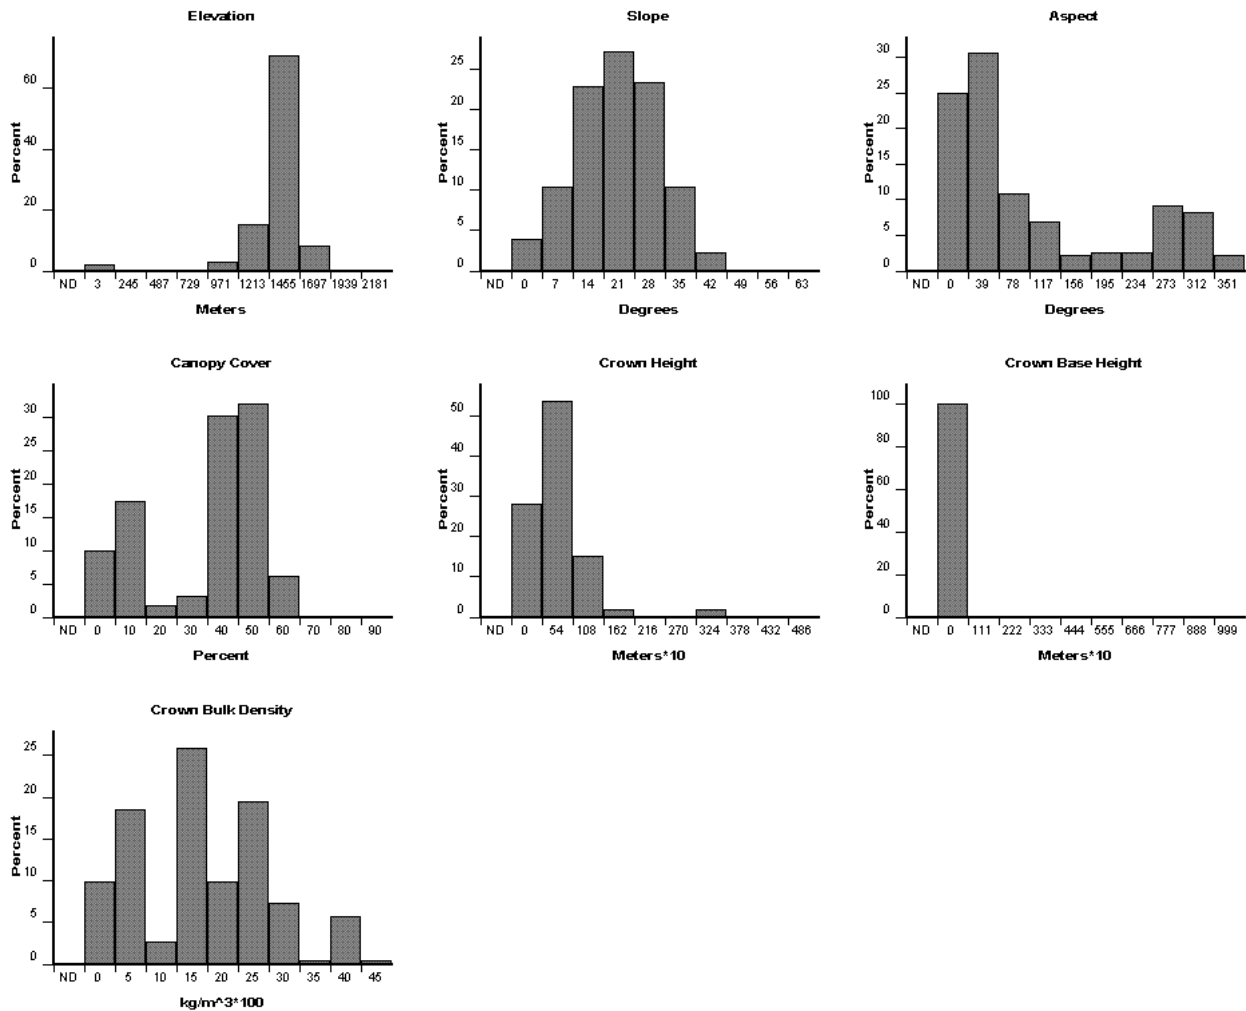 Elevation
Percent
60
40
20
0
ND 3 245 487 729 971 1213 1455 1697 1939 2181
Meters
Slope
Percent
25
20
15
10
5
0
ND 0 7 14 21 28 35 42 49 56 63
Degrees
Aspect
Percent
30
25
20
15
10
5
0
ND 0 39 78 117 156 195 234 273 312 351
Degrees
Canopy Cover
Percent
30
25
20
15
10
5
0
ND 0 10 20 30 40 50 60 70 80 90
Percent
Crown Height
Percent
50
40
30
20
10
0
ND 0 54 108 162 216 270 324 378 432 486
Meters*10
Crown Base Height
Percent
100
80
60
40
20
0
ND 0 111 222 333 444 555 666 777 888 999
Meters*10
Crown Bulk Density
Percent
25
20
15
10
5
0
ND 0 5 10 15 20 25 30 35 40 45
kg/m^3*100